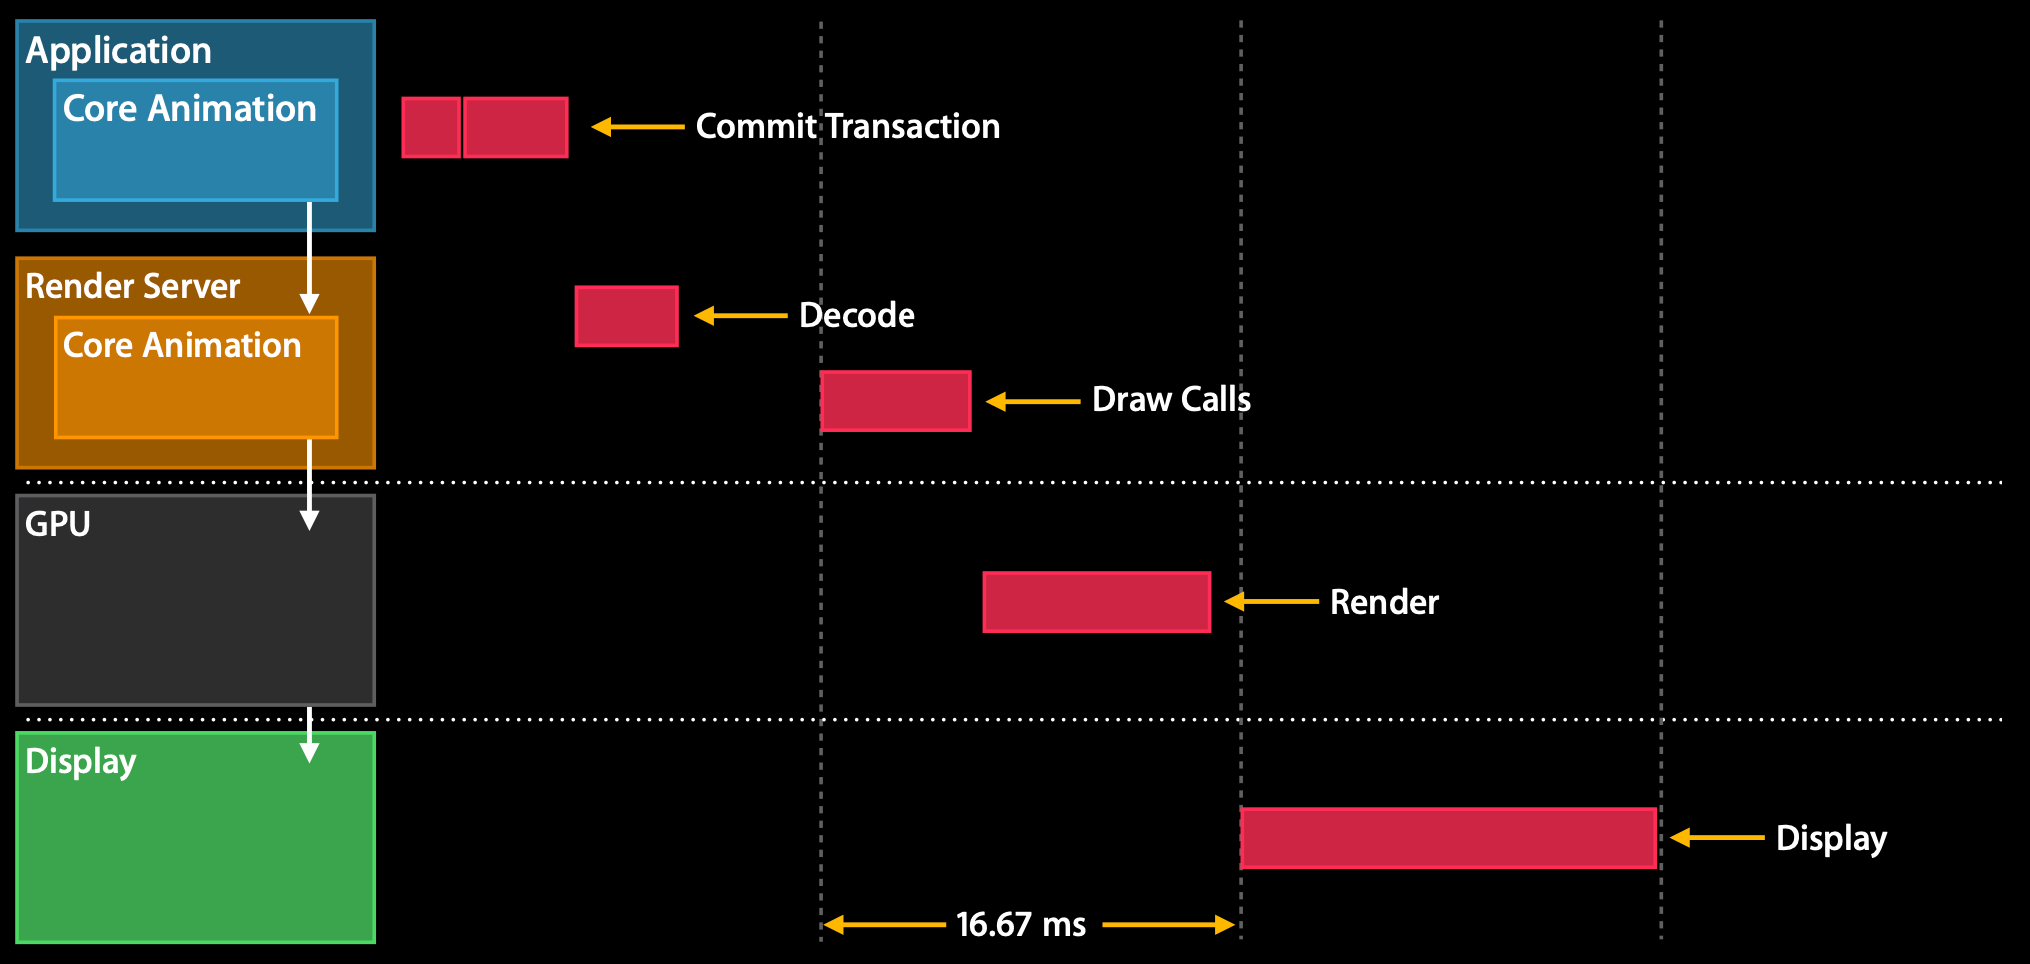 Application
Core Animation
Commit Transaction
Render Server
Core Animation
Decode
Draw Calls
GPU
Render
Display
Display
16.67 ms